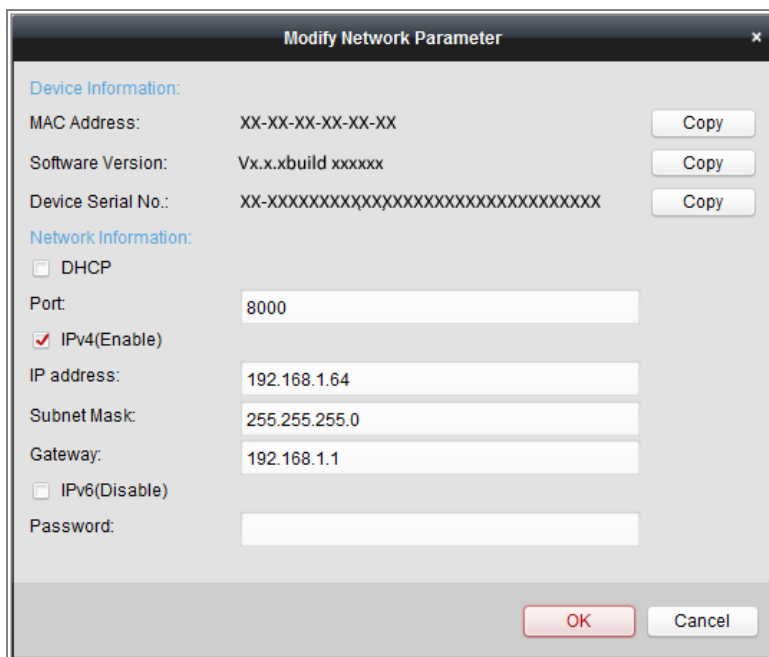 Modify Network Parameter ×
Device Information:
MAC Address: XX-XX-XX-XX-XX-XX Copy
Software Version: Vx.x.xbuild xxxxxx Copy
Device Serial No.: XX-XXXXXXXXXXXXXXXXXXXXXXXXXXXXXXXX Copy
Network Information:
DHCP
Port: 8000
IPv4(Enable)
IP address: 192.168.1.64
Subnet Mask: 255.255.255.0
Gateway: 192.168.1.1
IPv6(Disable)
Password:
OK Cancel